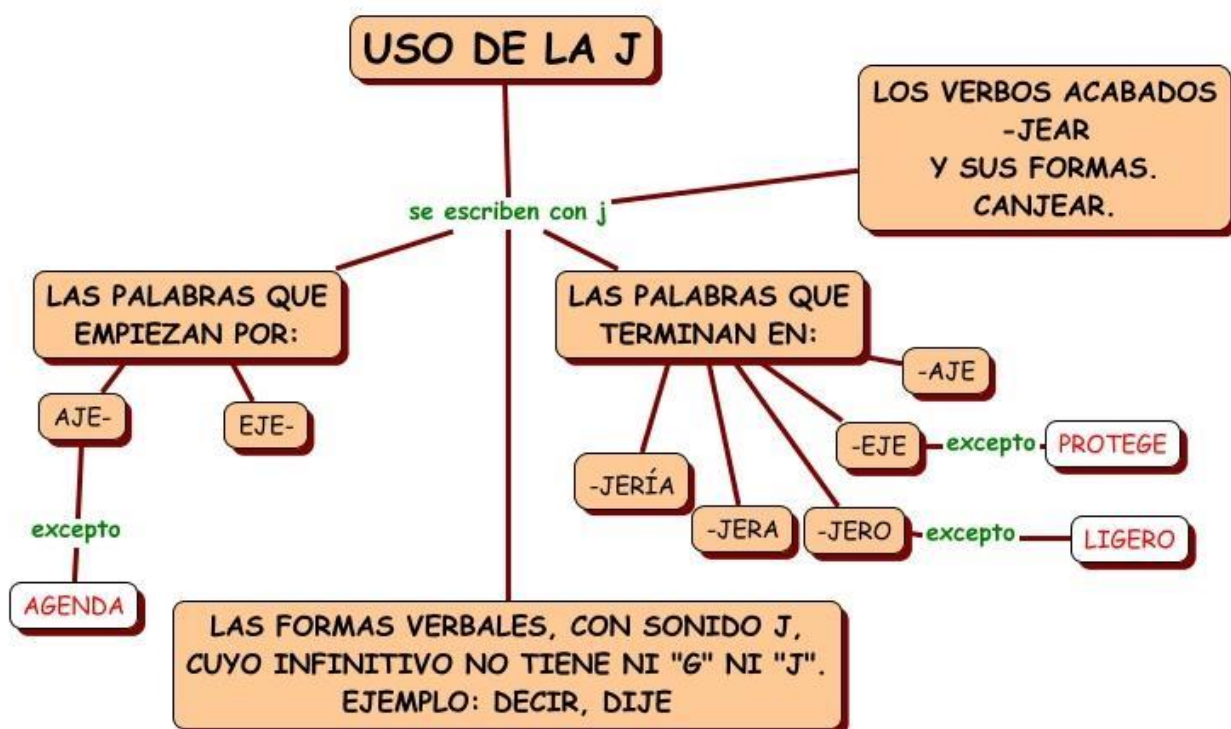 USO DE LA J
LOS VERBOS ACABADOS
-JEAR
Y SUS FORMAS.
CANJEAR.
se escriben con j
LAS PALABRAS QUE
EMPIEZAN POR:
AJE-
EJE-
excepto
AGENDA
LAS PALABRAS QUE
TERMINAN EN:
-AJE
-EJE
excepto
PROTEGE
-JERÍA
-JERA
-JERO
excepto
LIGERO
LAS FORMAS VERBALES, CON SONIDO J,
CUYO INFINITIVO NO TIENE NI "G" NI "J".
EJEMPLO: DECIR, DIJE